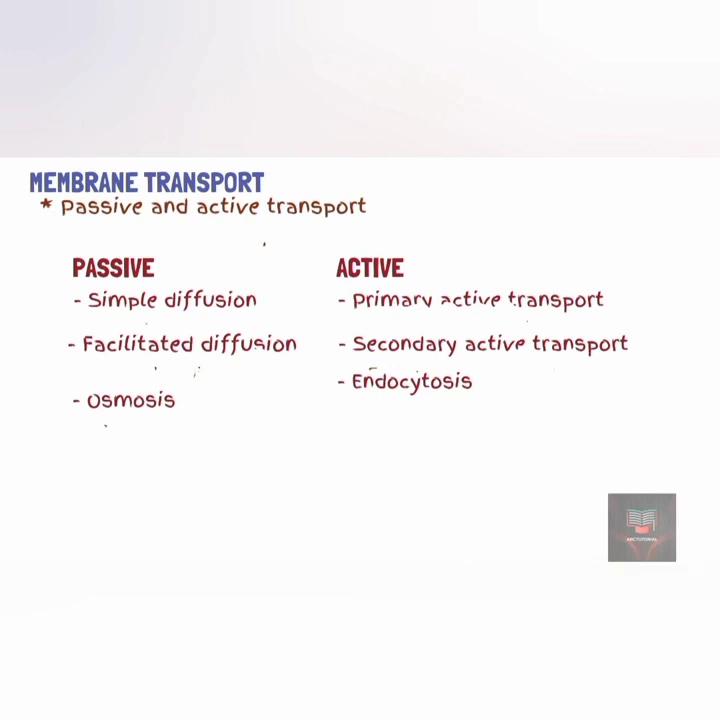 MEMBRANE TRANSPORT
* Passive and active transport
PASSIVE
- Simple diffusion
- Facilitated diffusion
- Osmosis
ACTIVE
- Primary active transport
- Secondary active transport
- Endocytosis
ARCTUTORIAL